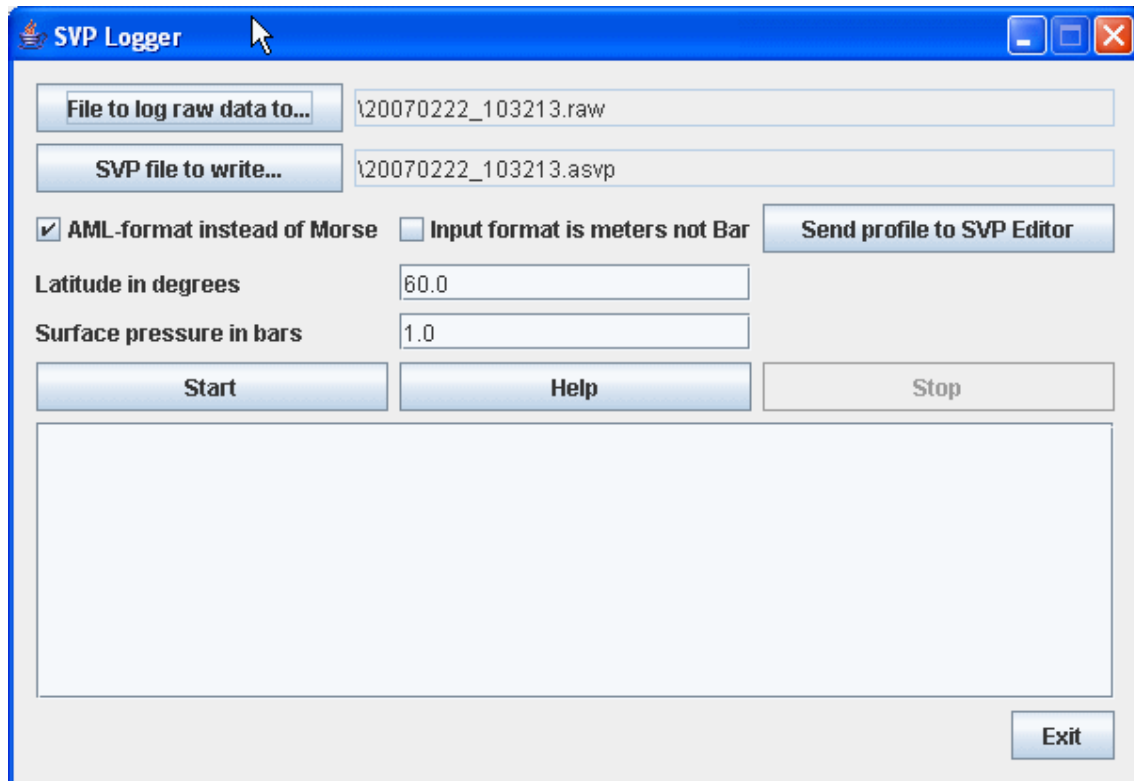 SVP Logger
File to log raw data to... \20070222_103213.raw
SVP file to write... \20070222_103213.asvp
AML-format instead of Morse Input format is meters not Bar Send profile to SVP Editor
Latitude in degrees 60.0
Surface pressure in bars 1.0
Start Help Stop
Exit